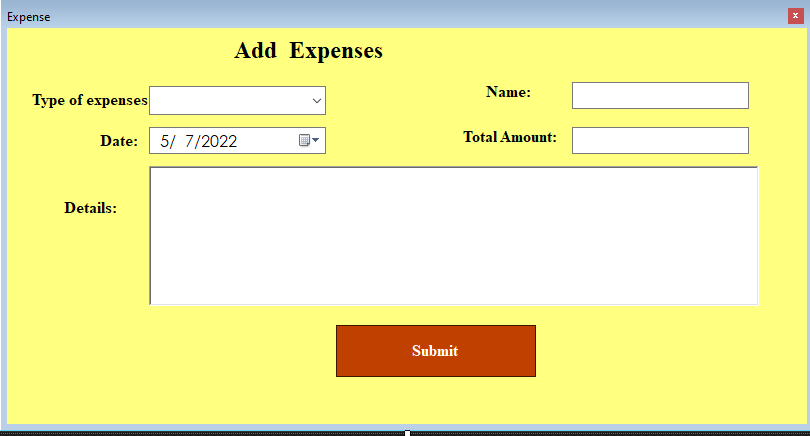 Expense
x
Add  Expenses
Type of expenses
Name:
Date:
5/  7/2022
Total Amount:
Details:
Submit